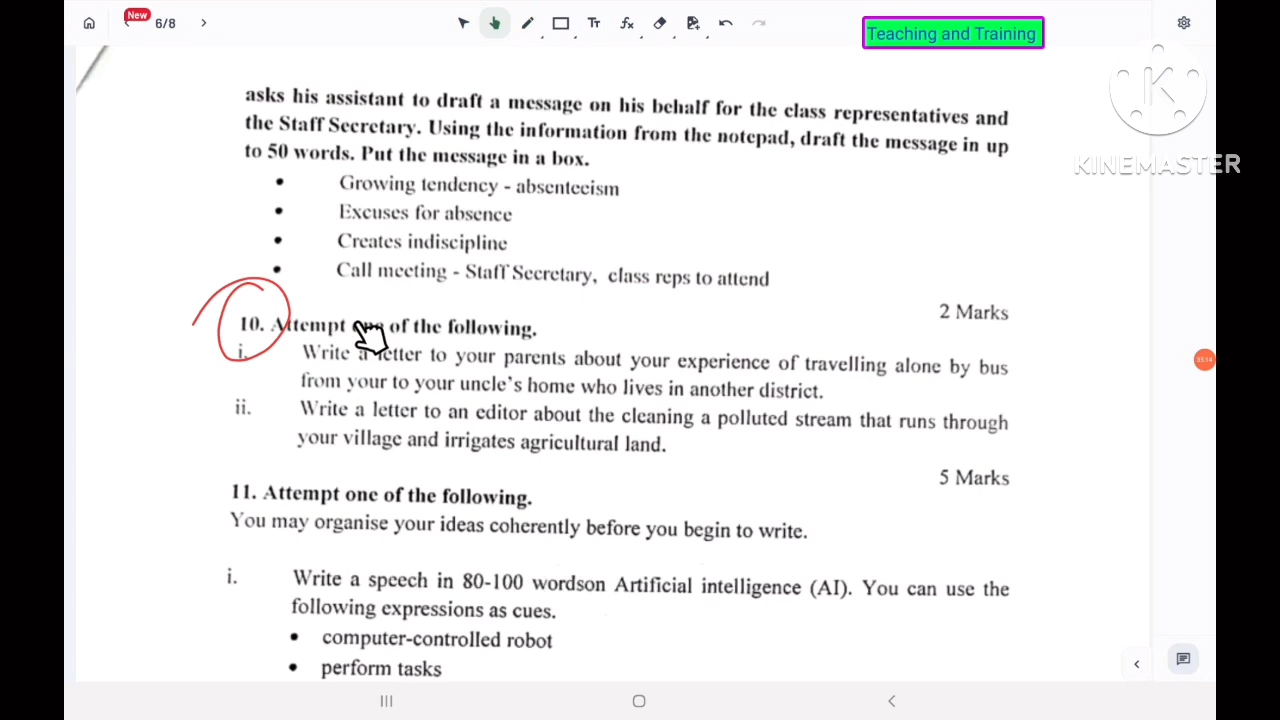 New
6/8
Tт
fx
Teaching and Training
K
KINEMASTER
asks his assistant to draft a message on his behalf for the class representatives and
the Staff Secretary. Using the information from the notepad, draft the message in up
to 50 words. Put the message in a box.
• Growing tendency - absenteeism
• Excuses for absence
• Creates indiscipline
• Call meeting - Staff Secretary, class reps to attend
2 Marks
10. Attempt one of the following.
i. Write a letter to your parents about your experience of travelling alone by bus
from your to your uncle's home who lives in another district.
ii. Write a letter to an editor about the cleaning a polluted stream that runs through
your village and irrigates agricultural land.
5 Marks
11. Attempt one of the following.
You may organise your ideas coherently before you begin to write.
i. Write a speech in 80-100 wordson Artificial intelligence (AI). You can use the
following expressions as cues.
• computer-controlled robot
• perform tasks
05:14